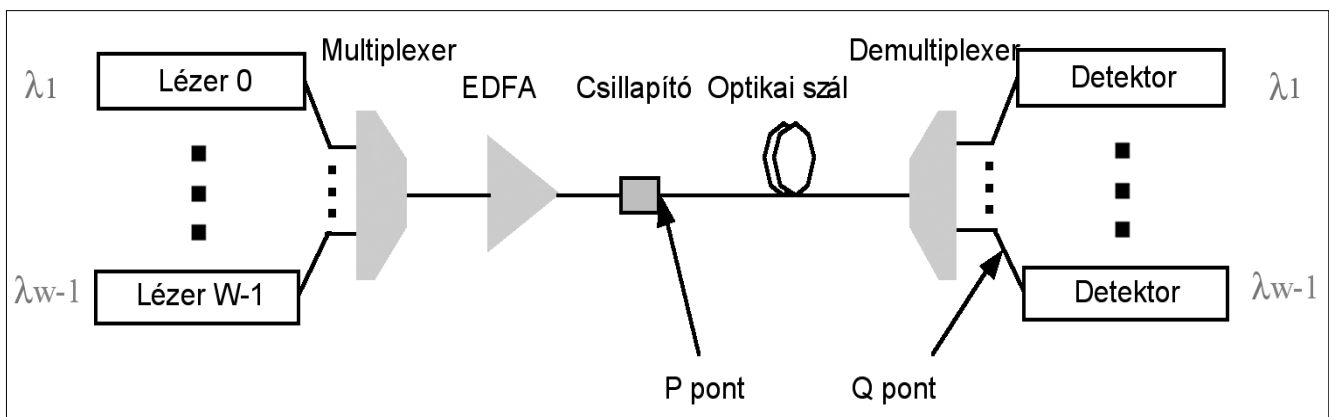 Multiplexer
Demultiplexer
λ1
Lézer 0
EDFA
Csillapító
Optikai szál
Detektor
λ1
λw-1
Lézer W-1
Detektor
λw-1
P pont
Q pont